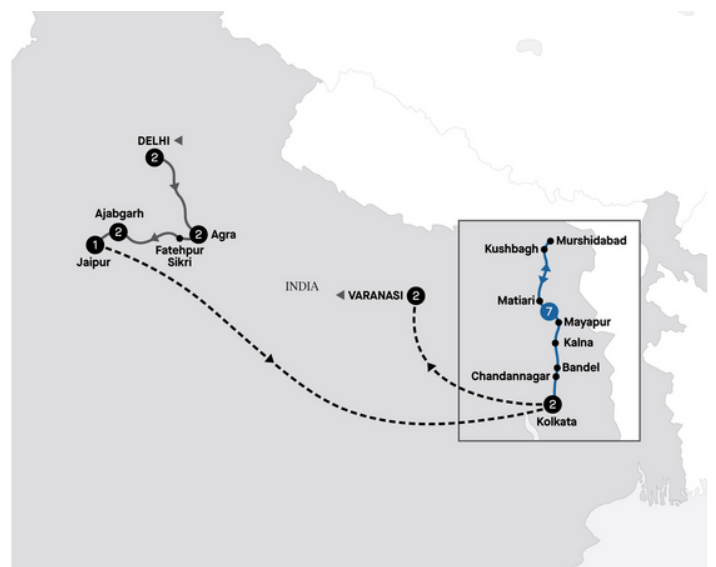 DELHI
2
Ajabgarh
2
1
Jaipur
Fatehpur
Sikri
2
Agra
INDIA
VARANASI
2
Murshidabad
Kushbagh
Matiari
7
Mayapur
Kalna
Bandel
Chandannagar
2
Kolkata